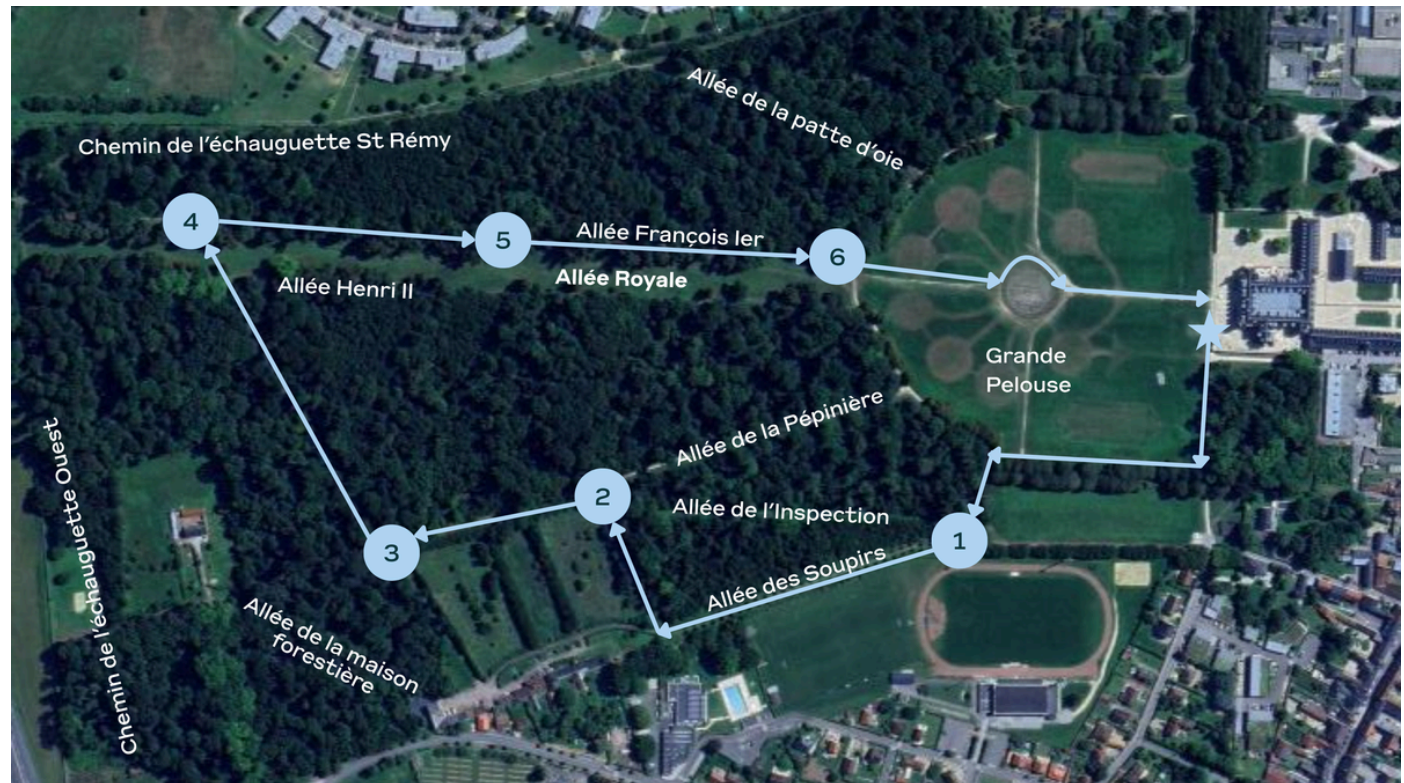 Allée de la patte d'oie
Chemin de l'échauguette St Rémy
4
5
Allée François Ier
6
Allée Henri II
Allée Royale
Grande
Pelouse
Allée de la Pépinière
2
Allée de l'Inspection
1
3
Allée des Soupirs
Chemin de l'échauguette Ouest
Allée de la maison
forestière